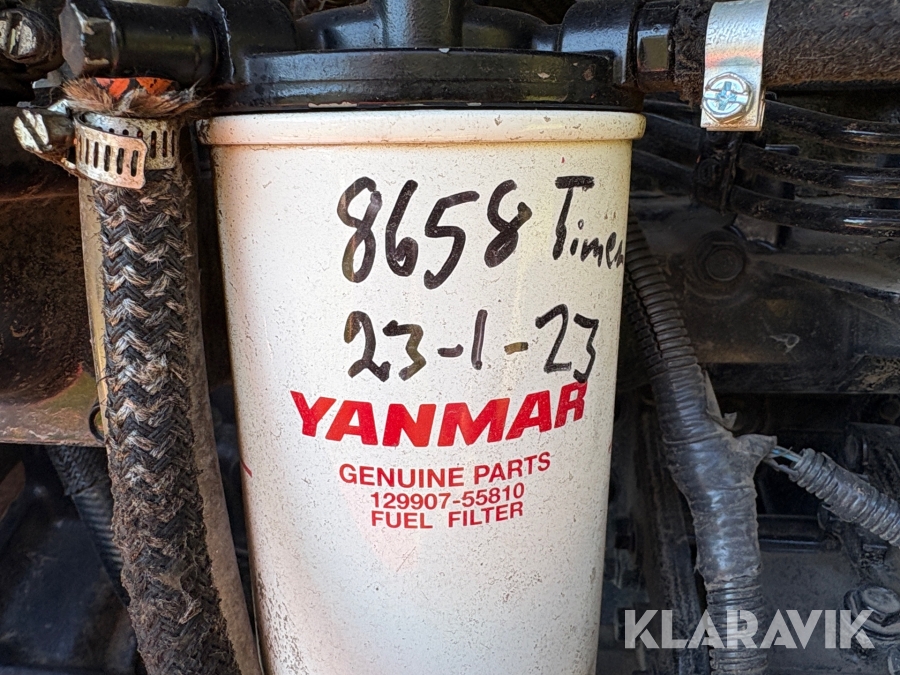 8658 Timer
23-1-23
YANMAR
GENUINE PARTS
129907-55810
FUEL FILTER
KLARAVIK